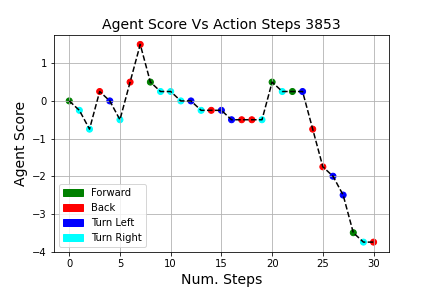 Agent Score Vs Action Steps 3853
Agent Score
1
0
−1
−2
−3
−4
Forward
Back
Turn Left
Turn Right
0 5 10 15 20 25 30
Num. Steps